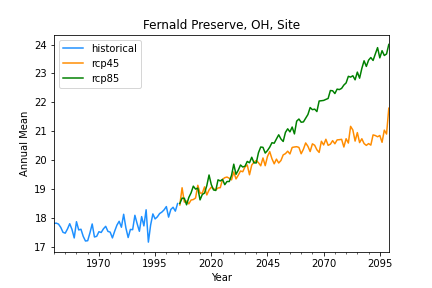 Fernald Preserve, OH, Site
historical
rcp45
rcp85
Annual Mean
24
23
22
21
20
19
18
17
1970
1995
2020
2045
2070
2095
Year